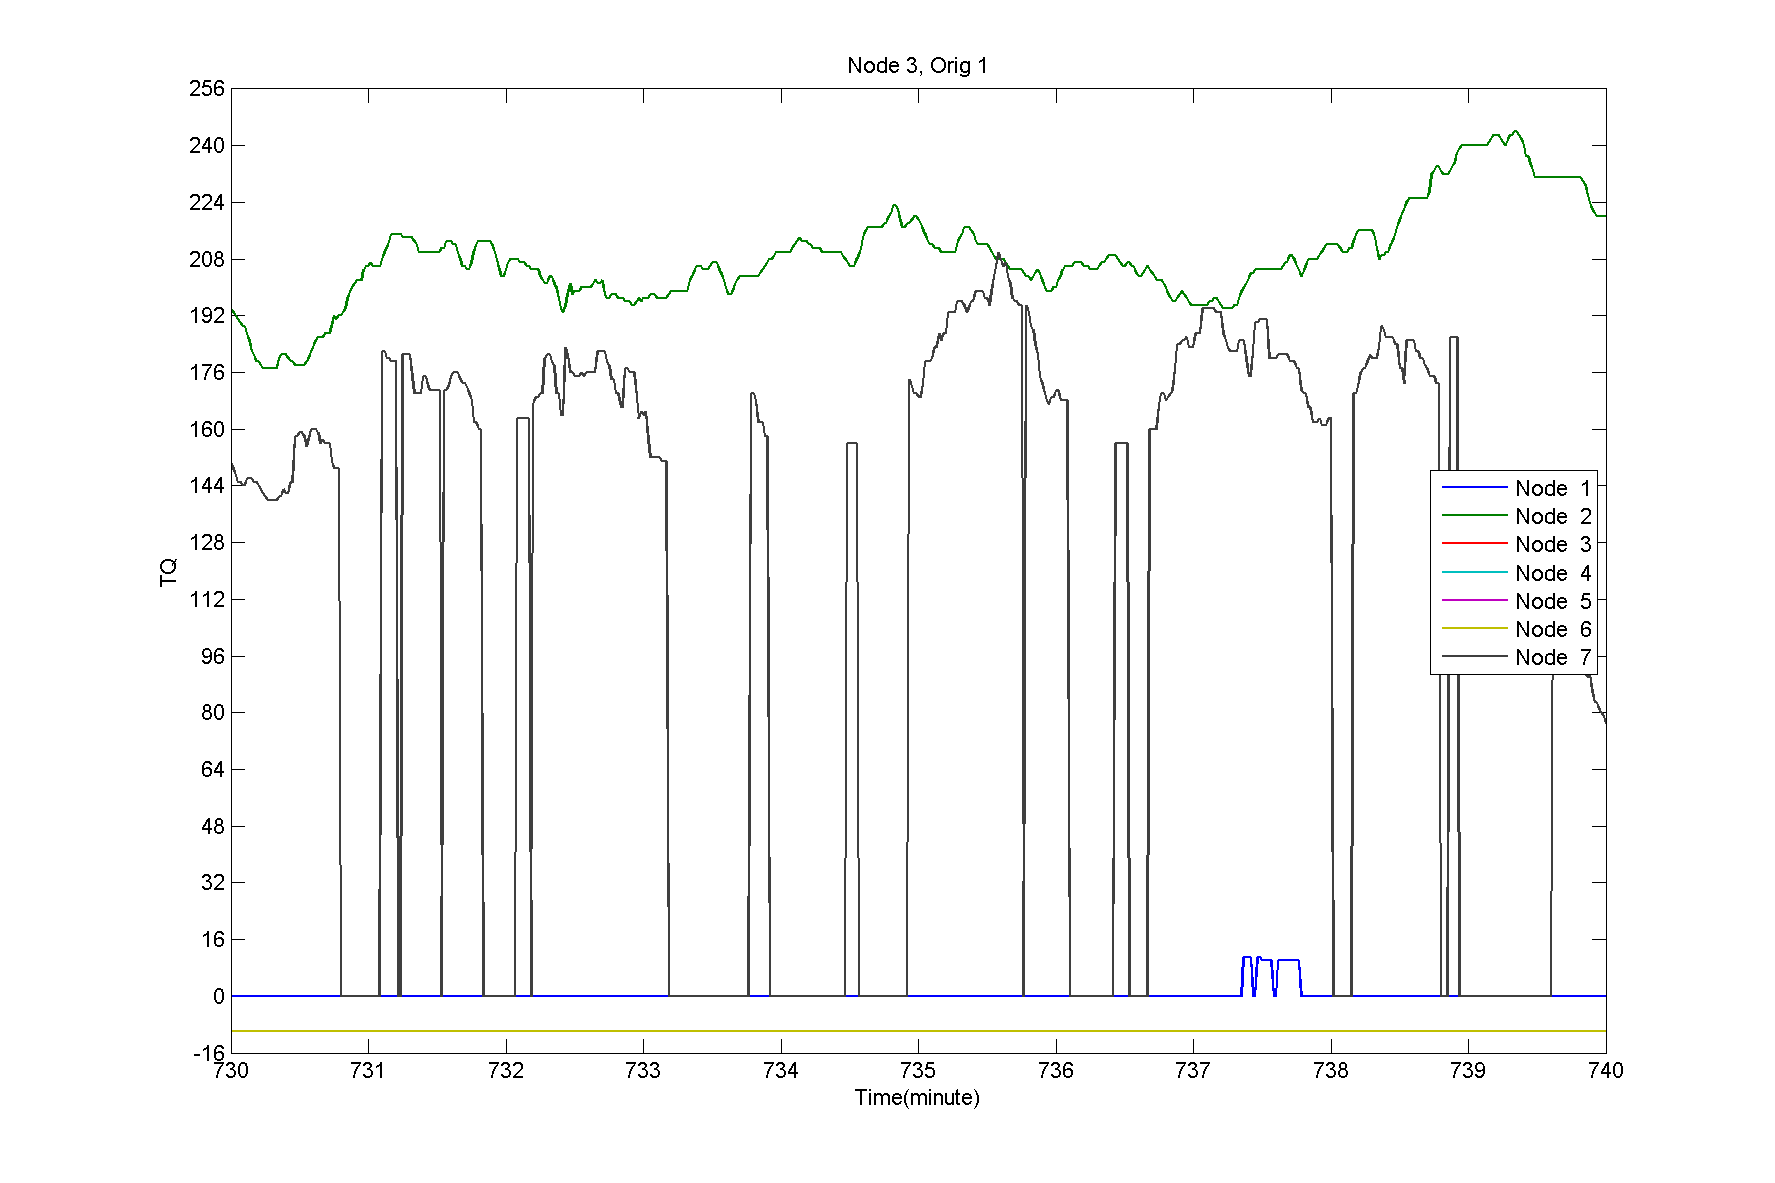 Node 3, Orig 1
256
240
224
208
192
176
160
144
128
112
96
80
64
48
32
16
0
-16
TQ
730 731 732 733 734 735 736 737 738 739 740
Time(minute)
Node 1
Node 2
Node 3
Node 4
Node 5
Node 6
Node 7